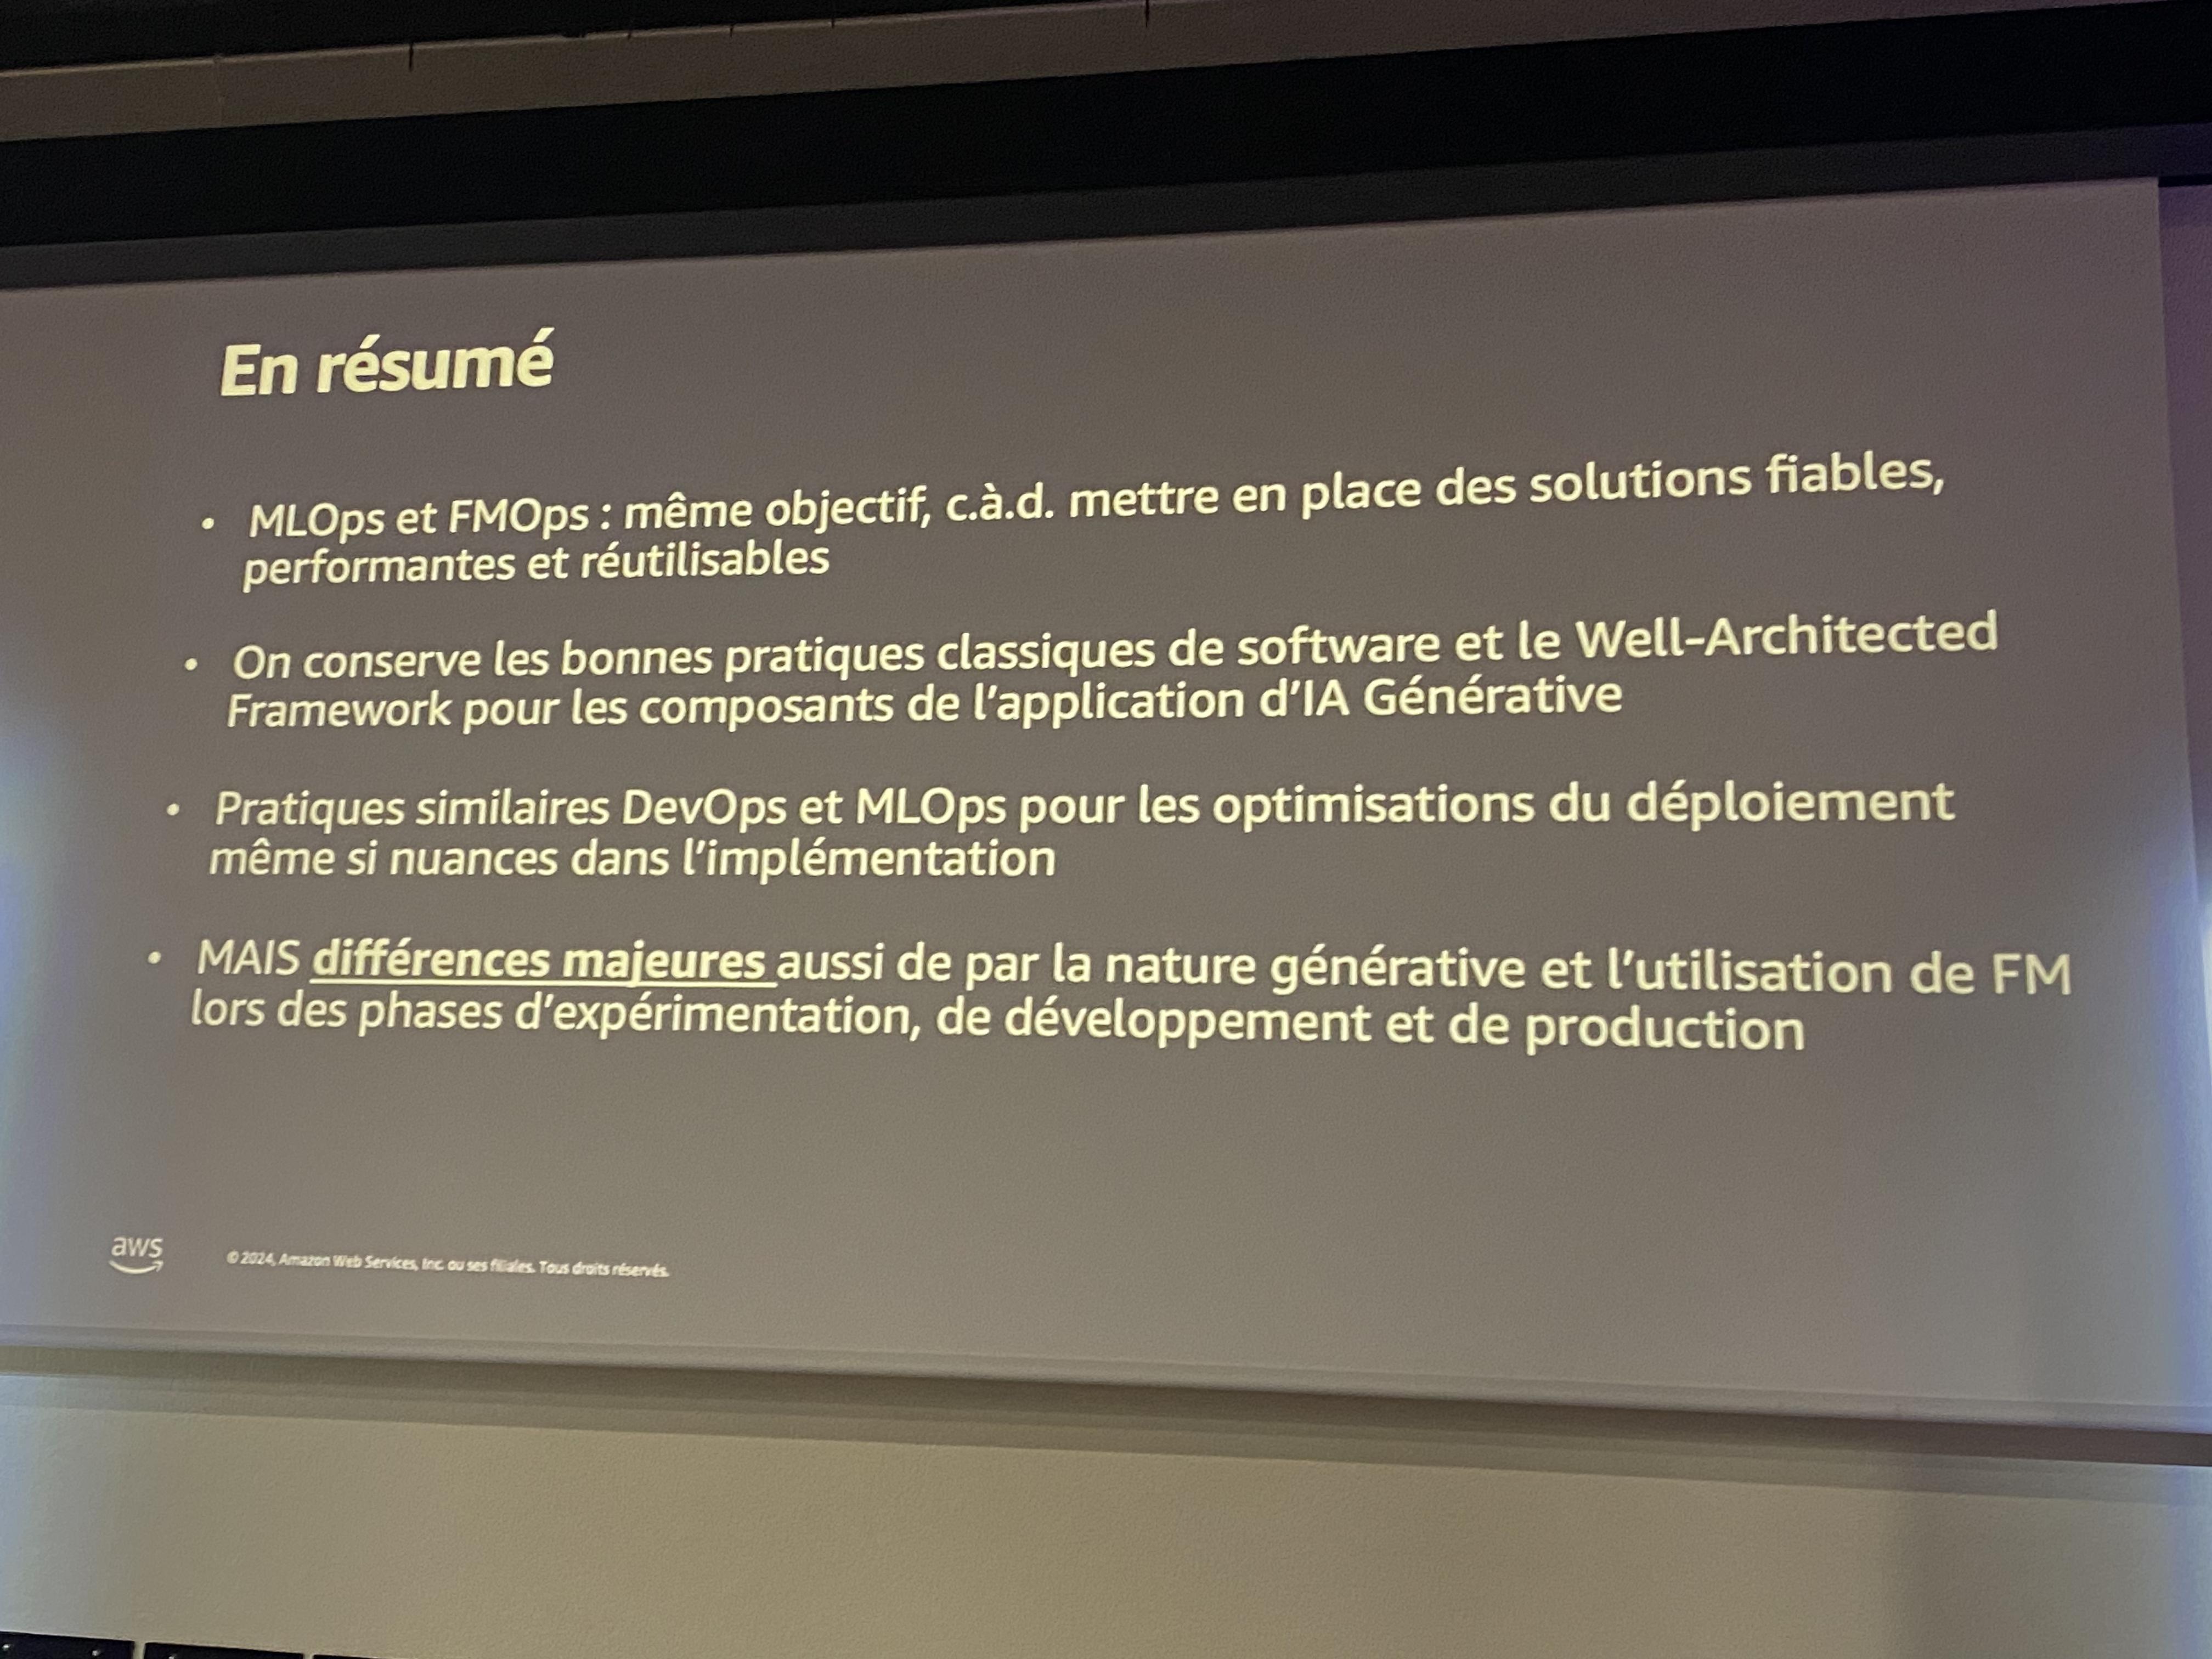 En résumé
• MLOps et FMOps : même objectif, c.à.d. mettre en place des solutions fiables,
performantes et réutilisables
• On conserve les bonnes pratiques classiques de software et le Well-Architected
Framework pour les composants de l'application d'IA Générative
• Pratiques similaires DevOps et MLOps pour les optimisations du déploiement
même si nuances dans l'implémentation
• MAIS différences majeures aussi de par la nature générative et l'utilisation de FM
lors des phases d'expérimentation, de développement et de production
aws
© 2024, Amazon Web Services, Inc. ou ses filiales. Tous droits réservés.